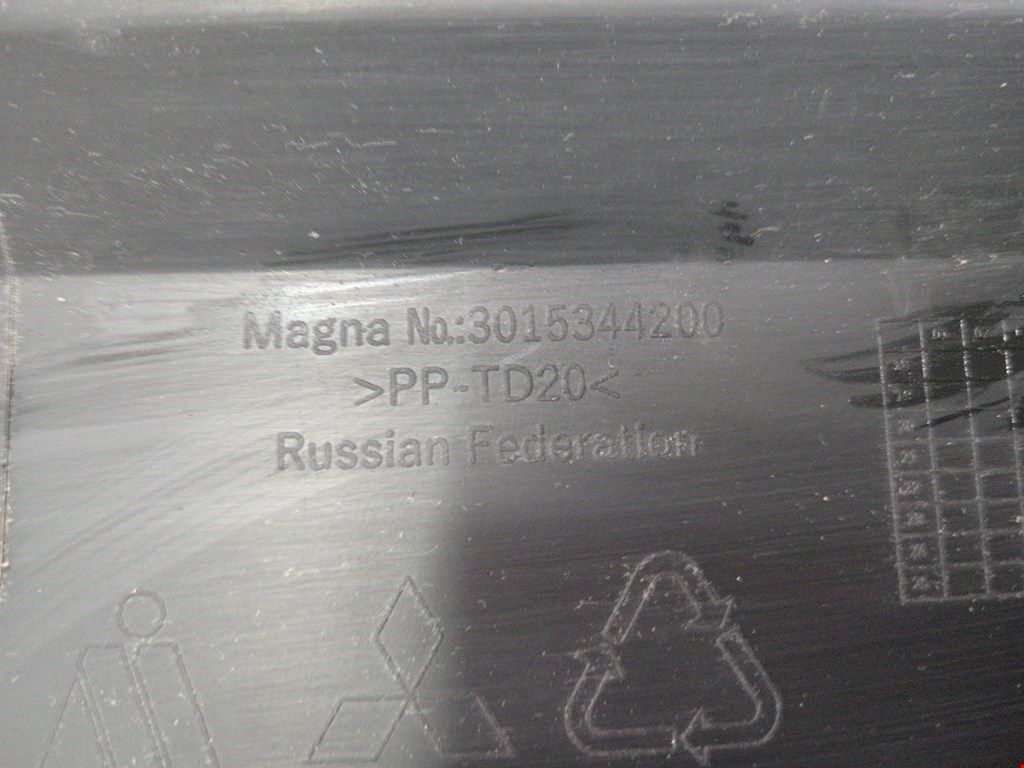 Magna No.:3015344200
>PP-TD20<
Russian Federation